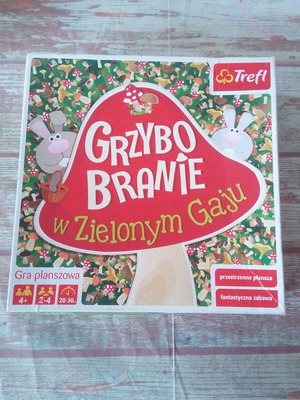 Trefl
GRZYBO
BRANIE
w Zielonym Gaju
Gra planszowa
4+
2-4
20-30
przestrzenna plansza
fantastyczna zabawa